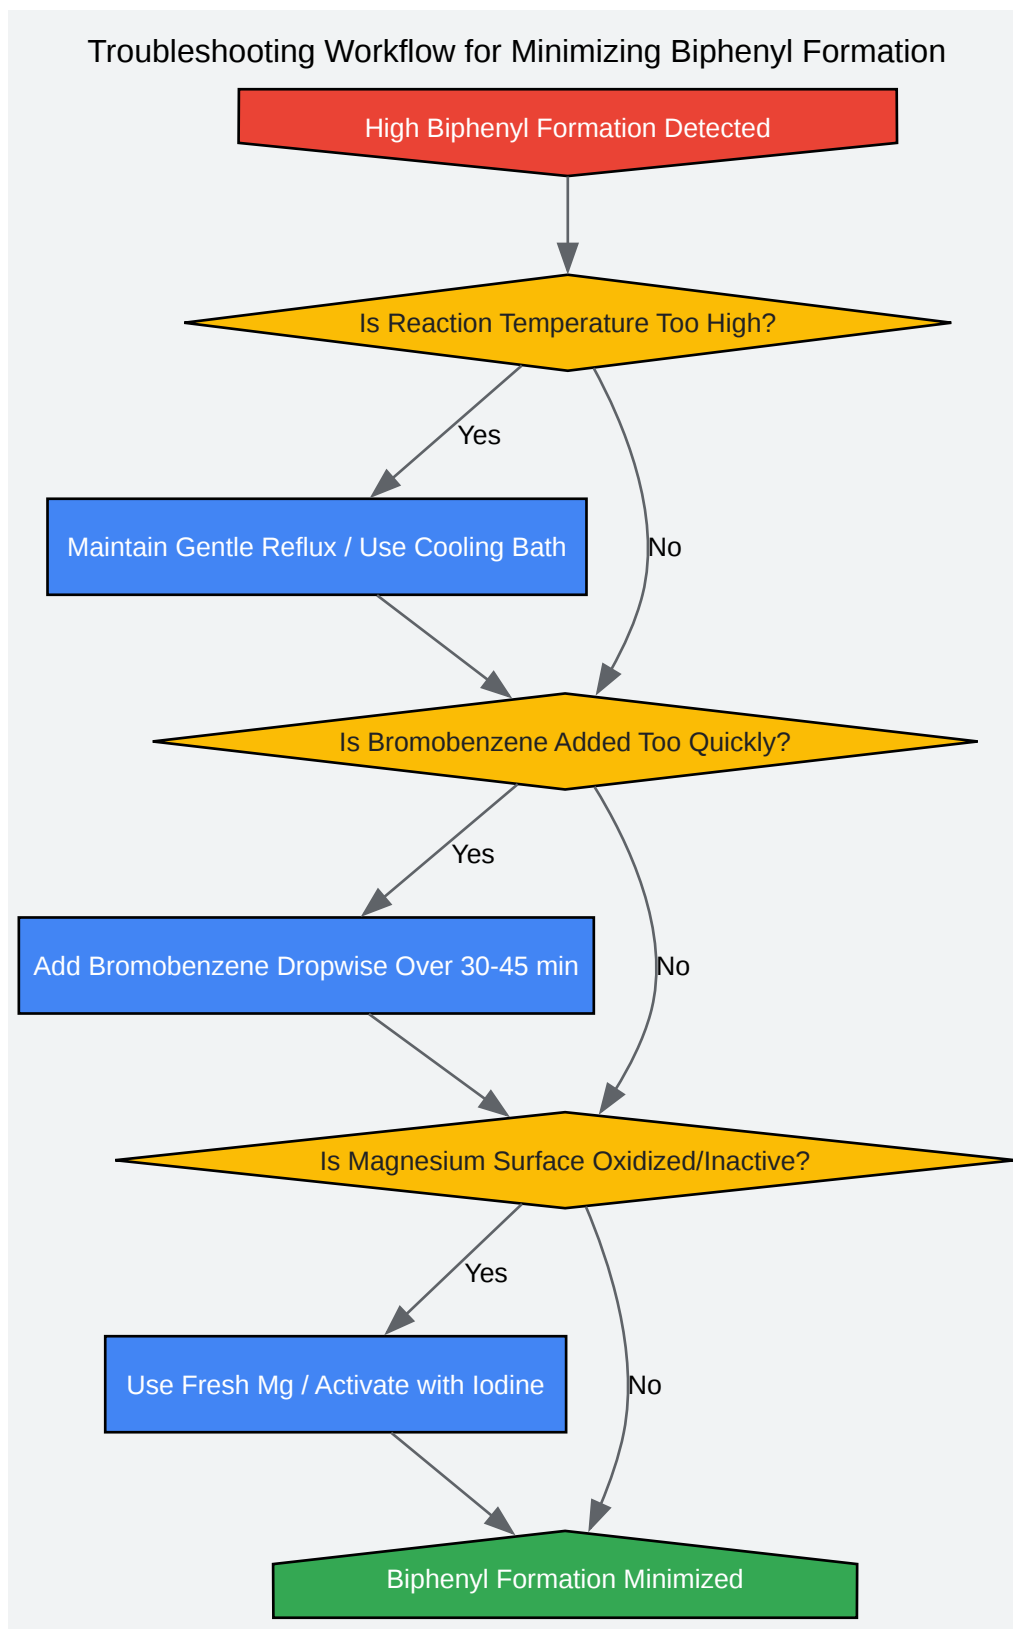 Troubleshooting Workflow for Minimizing Biphenyl Formation
High Biphenyl Formation Detected
Is Reaction Temperature Too High?
Yes
Maintain Gentle Reflux / Use Cooling Bath
No
Is Bromobenzene Added Too Quickly?
Yes
Add Bromobenzene Dropwise Over 30-45 min
No
Is Magnesium Surface Oxidized/Inactive?
Yes
Use Fresh Mg / Activate with Iodine
No
Biphenyl Formation Minimized